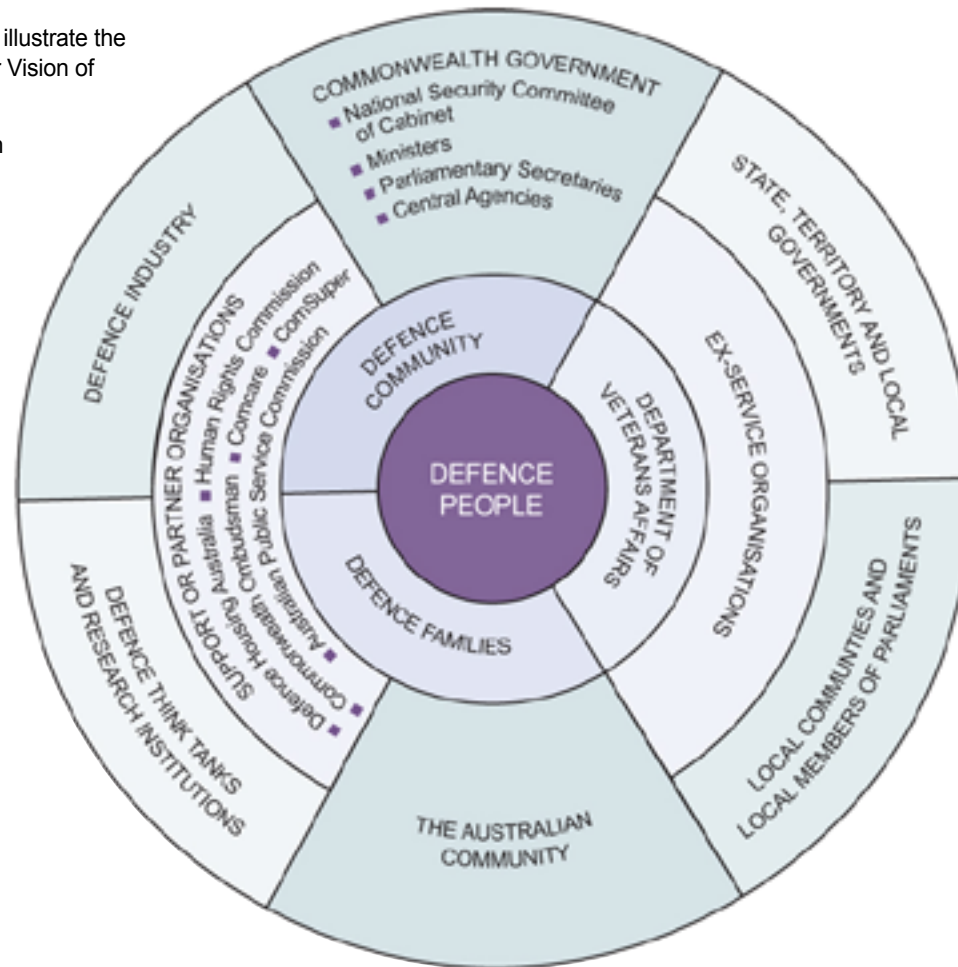 illustrate the
Vision of
COMMONWEALTH GOVERNMENT
■ National Security Committee
of Cabinet
■ Ministers
■ Parliamentary Secretaries
■ Central Agencies
STATE, TERRITORY AND LOCAL
GOVERNMENTS
LOCAL COMMUNTIES AND
LOCAL MEMBERS OF PARLIAMENTS
THE AUSTRALIAN
COMMUNITY
DEFENCE THINK TANKS
AND RESEARCH INSTITUTIONS
DEFENCE INDUSTRY
SUPPORT OR PARTNER ORGANISATIONS
■ Defence Housing Australia ■ Human Rights Commission
■ Commonwealth Ombudsman ■ Comcare ■ ComSuper
■ Australian Public Service Commission
EX-SERVICE ORGANISATIONS
DEFENCE
COMMUNITY
DEPARTMENT OF
VETERANS AFFAIRS
DEFENCE FAMILIES
DEFENCE
PEOPLE